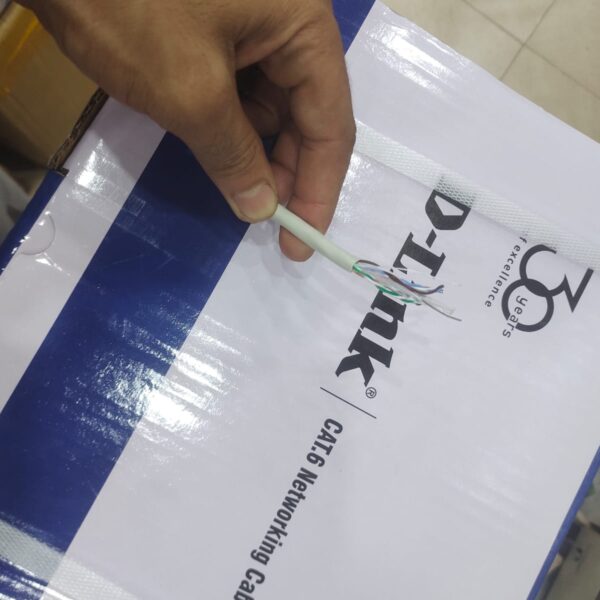 30
years
of excellence
D-Link®
CAT.6 Networking Cab